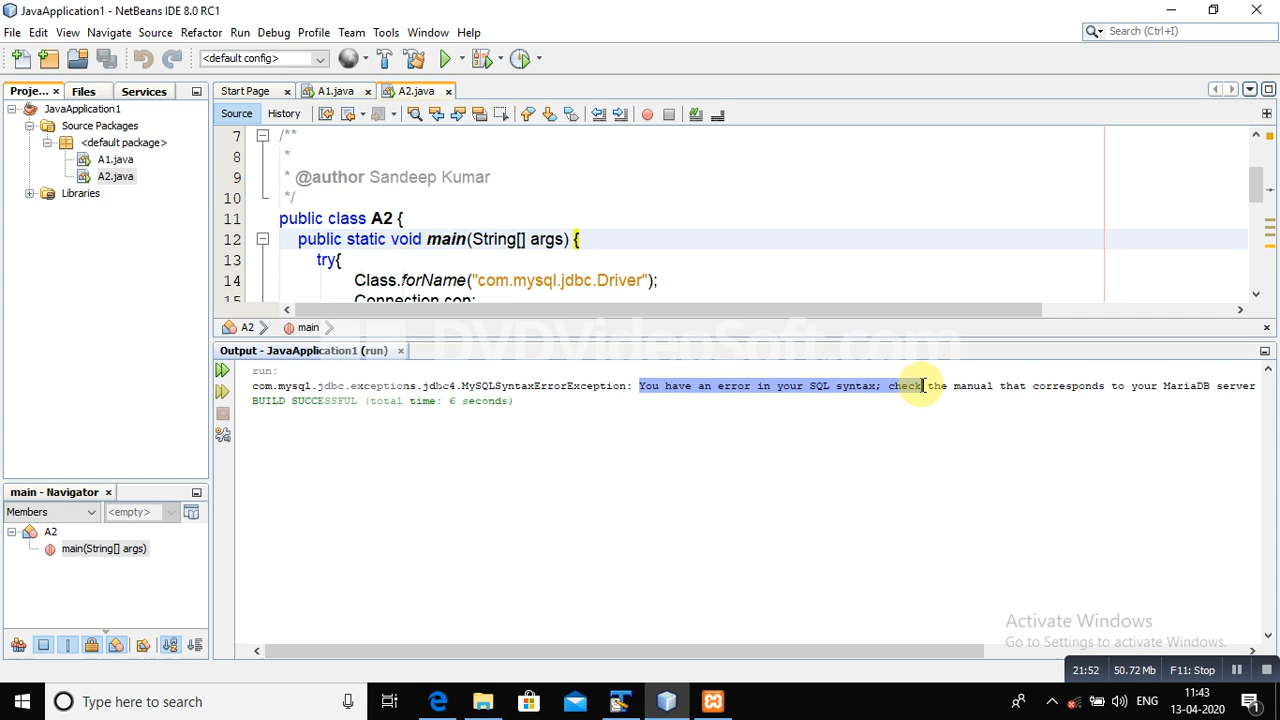 JavaApplication1 - NetBeans IDE 8.0 RC1
File Edit View Navigate Source Refactor Run Debug Profile Team Tools Window Help
Search (Ctrl+I)
<default config>
Proje... × Files Services
Start Page A1.java A2.java
JavaApplication1
Source Packages
<default package>
A1.java
A2.java
Libraries
Source History
7 /**
8 *
9 * @author Sandeep Kumar
10 */
11 public class A2 {
12 public static void main(String[] args) {
13 try{
14 Class.forName("com.mysql.jdbc.Driver");
15 Connection con;
A2 main
DVDVideoSoft.com
Output - JavaApplication1 (run) ×
run:
com.mysql.jdbc.exceptions.jdbc4.MySQLSyntaxErrorException: You have an error in your SQL syntax; check the manual that corresponds to your MariaDB server
BUILD SUCCESSFUL (total time: 6 seconds)
main - Navigator ×
Members <empty>
A2
main(String[] args)
Activate Windows
Go to Settings to activate Windows.
21:52 50.72 Mb F11: Stop
Type here to search
ENG
11:43
13-04-2020
1